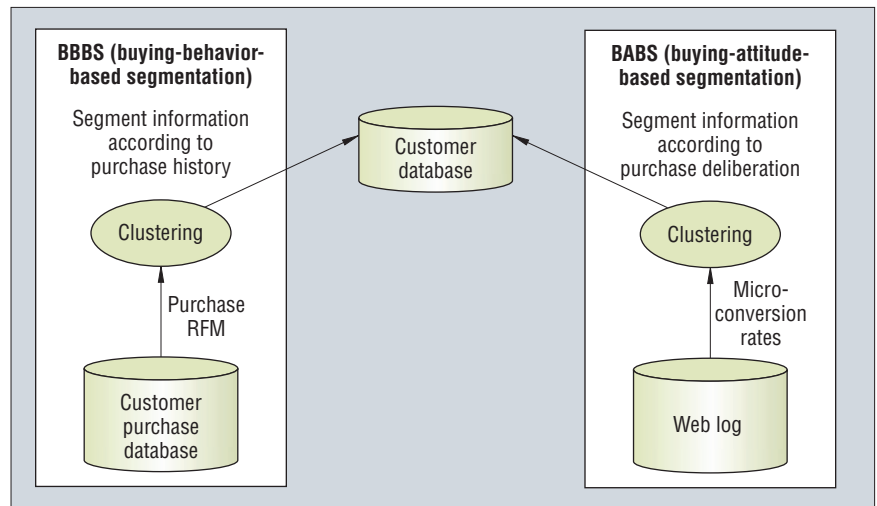 BBBS (buying-behavior-
based segmentation)
Segment information
according to
purchase history
Clustering
Purchase
RFM
Customer
purchase
database
Customer
database
BABS (buying-attitude-
based segmentation)
Segment information
according to
purchase deliberation
Clustering
Micro-
conversion
rates
Web log